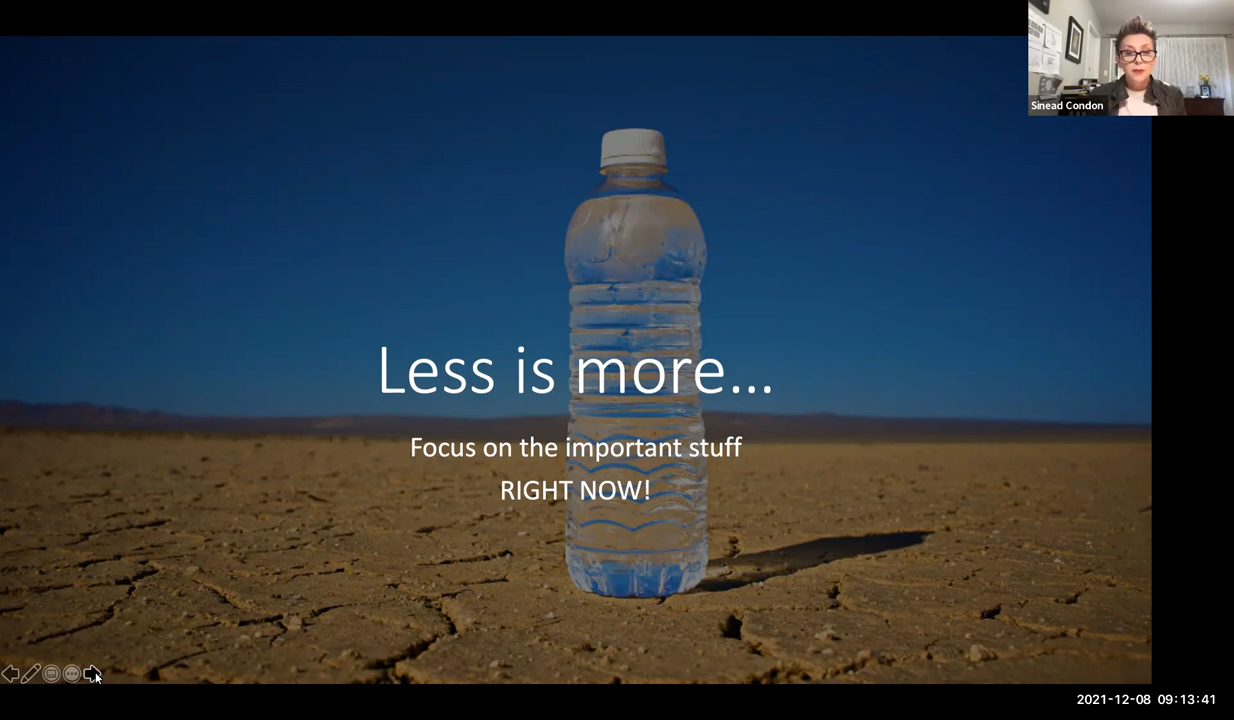 Sinead Condon
Less is more...
Focus on the important stuff
RIGHT NOW!
2021-12-08 09:13:41